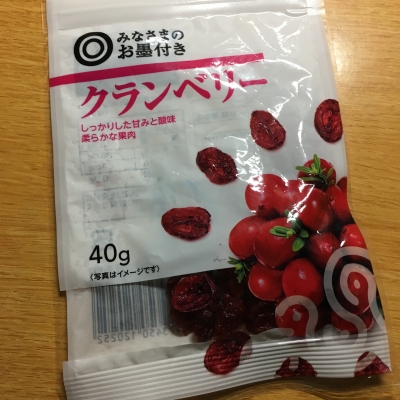 みなさまの
お墨付き
クランベリー
しっかりした甘みと酸味
柔らかな果肉
40g
(写真はイメージです)